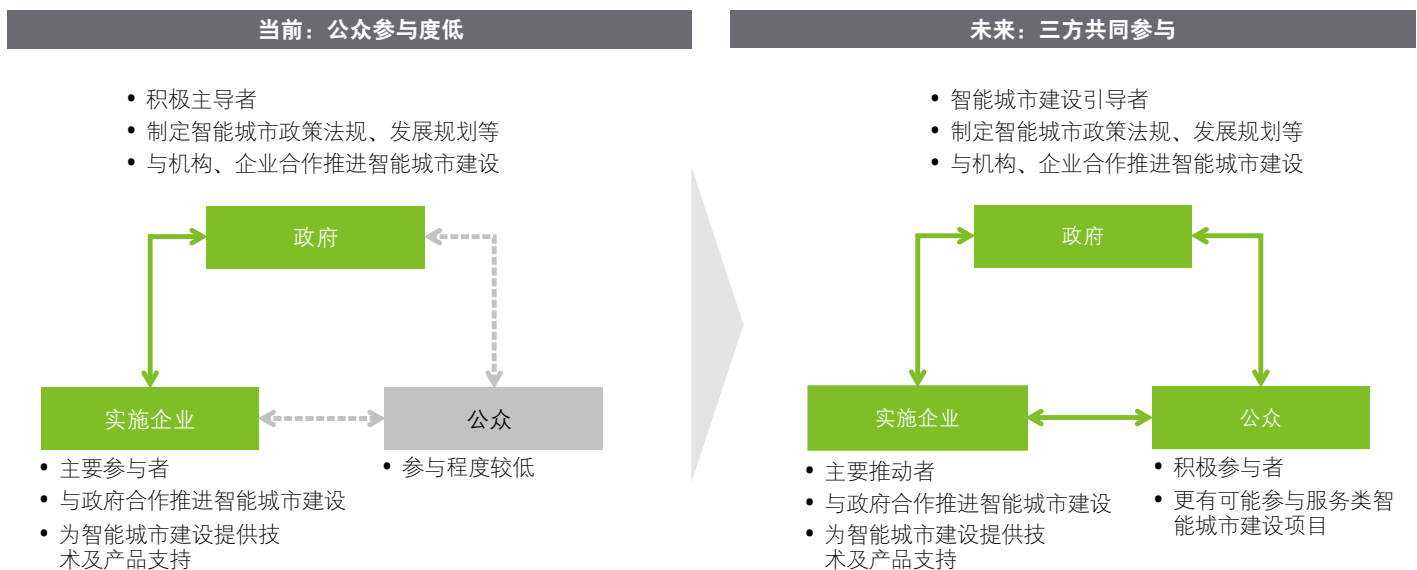 当前：公众参与度低
• 积极主导者
• 制定智能城市政策法规、发展规划等
• 与机构、企业合作推进智能城市建设
政府
实施企业
公众
• 主要参与者
• 与政府合作推进智能城市建设
• 为智能城市建设提供技
术及产品支持
• 参与程度较低
未来：三方共同参与
• 智能城市建设引导者
• 制定智能城市政策法规、发展规划等
• 与机构、企业合作推进智能城市建设
政府
实施企业
公众
• 主要推动者
• 与政府合作推进智能城市建设
• 为智能城市建设提供技
术及产品支持
• 积极参与者
• 更有可能参与服务类智
能城市建设项目